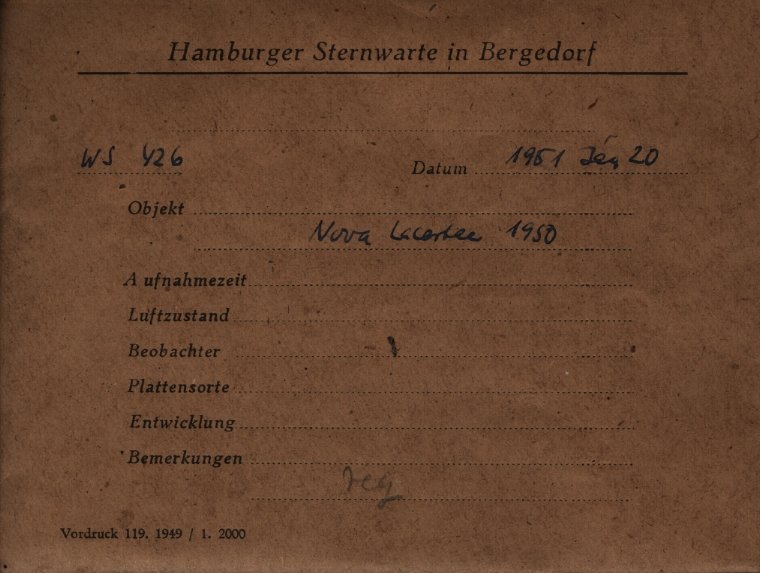 Hamburger Sternwarte in Bergedorf
WS 426 Datum 1951 Jan 20
Objekt
Nova Lacertae 1950
Aufnahmezeit
Luftzustand
Beobachter
Plattensorte
Entwicklung
Bemerkungen
reg
Vordruck 119. 1949 / 1. 2000